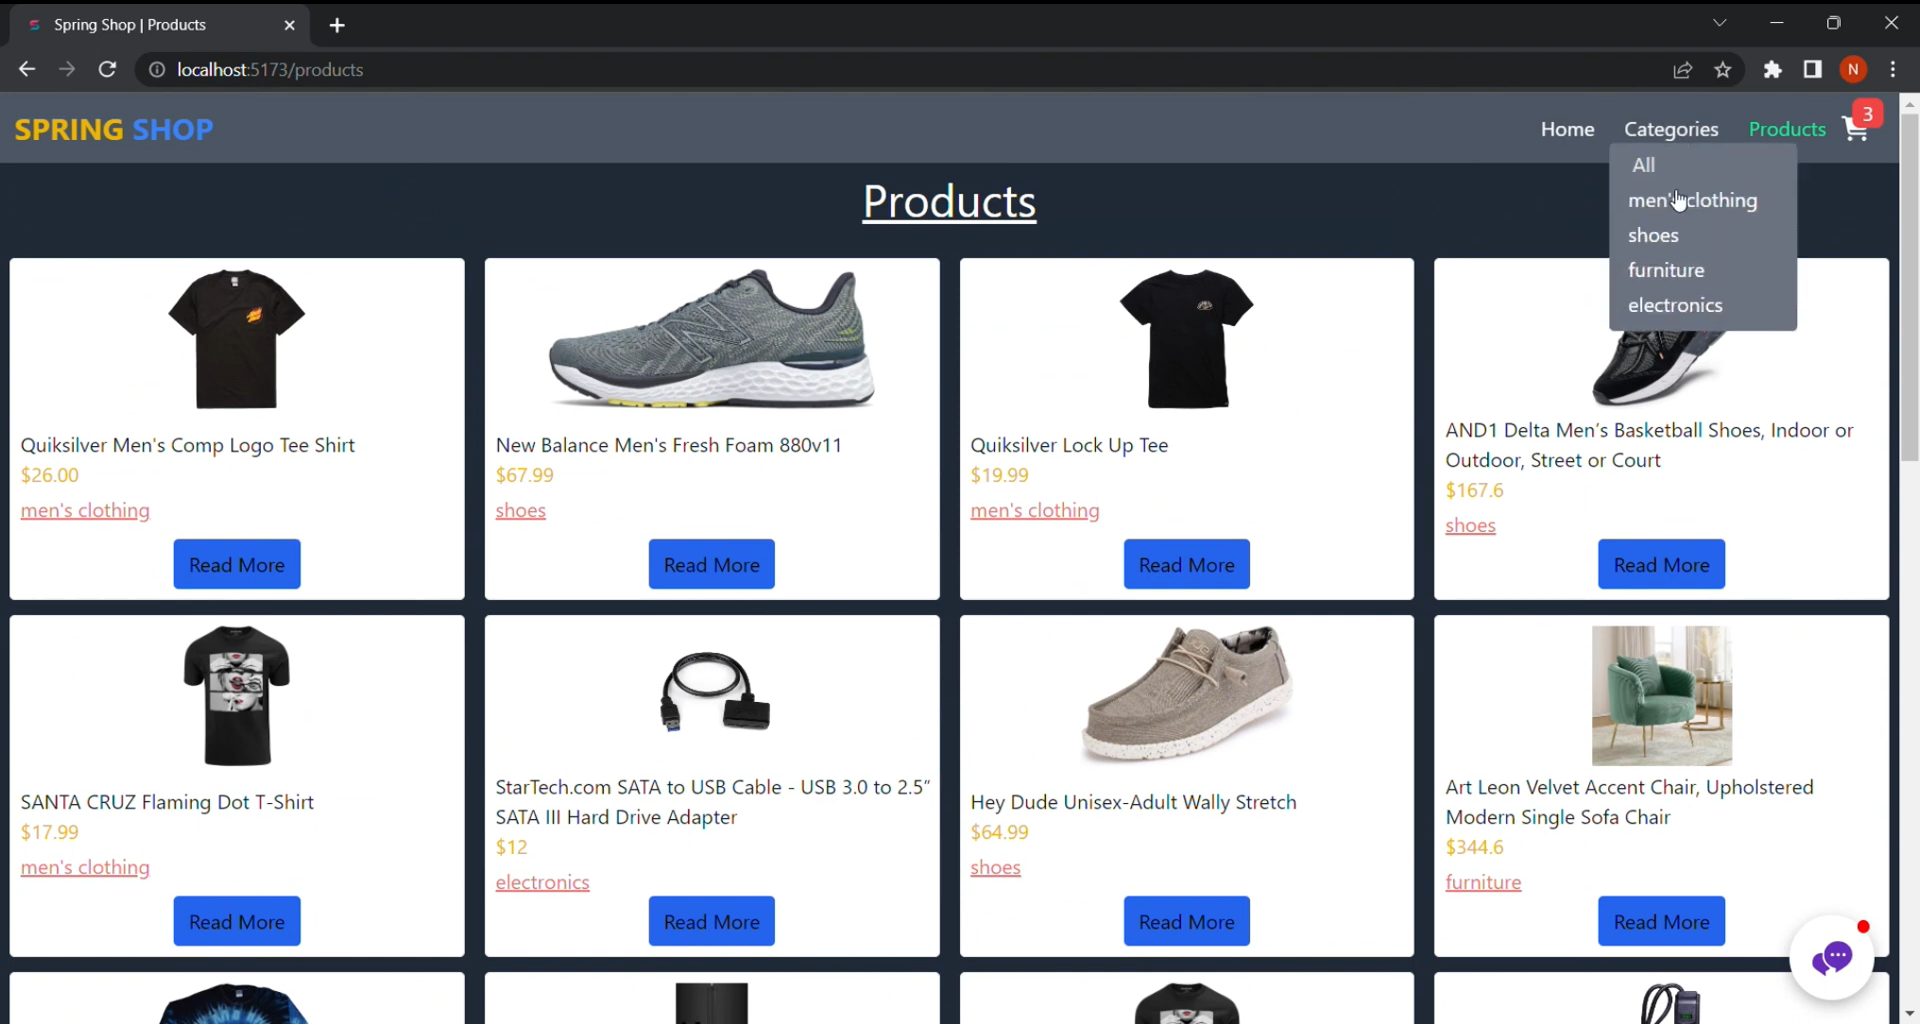 Spring Shop | Products
localhost:5173/products
N
SPRING SHOP
Home
Categories
Products
3
All
men's clothing
shoes
furniture
electronics
Products
Quiksilver Men's Comp Logo Tee Shirt
$26.00
men's clothing
Read More
New Balance Men's Fresh Foam 880v11
$67.99
shoes
Read More
Quiksilver Lock Up Tee
$19.99
men's clothing
Read More
AND1 Delta Men's Basketball Shoes, Indoor or
Outdoor, Street or Court
$167.6
shoes
Read More
SANTA CRUZ Flaming Dot T-Shirt
$17.99
men's clothing
Read More
StarTech.com SATA to USB Cable - USB 3.0 to 2.5”
SATA III Hard Drive Adapter
$12
electronics
Read More
Hey Dude Unisex-Adult Wally Stretch
$64.99
shoes
Read More
Art Leon Velvet Accent Chair, Upholstered
Modern Single Sofa Chair
$344.6
furniture
Read More